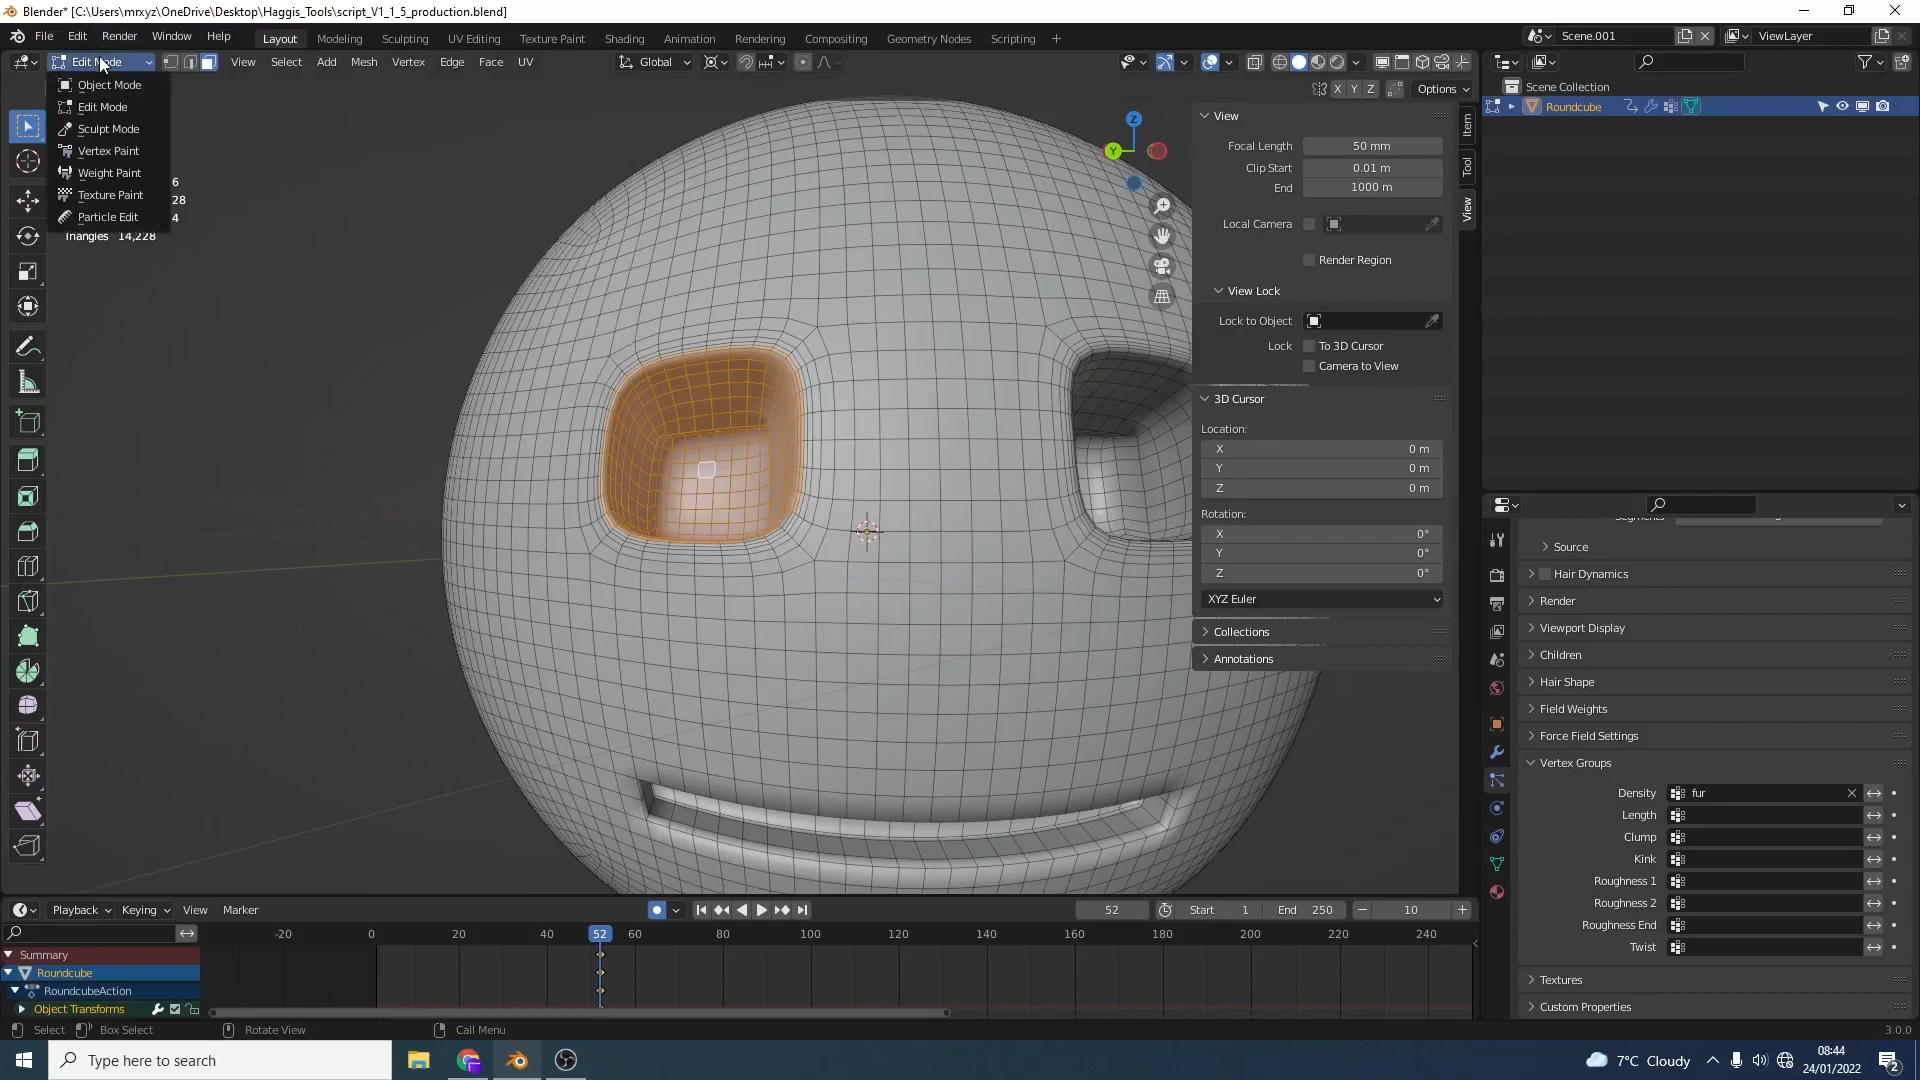 Blender* [C:\Users\mrxyz\OneDrive\Desktop\Haggis_Tools\script_V1_1_5_production.blend]
File Edit Render Window Help Layout Modeling Sculpting UV Editing Texture Paint Shading Animation Rendering Compositing Geometry Nodes Scripting + Scene.001 ViewLayer
Edit Mode View Select Add Mesh Vertex Edge Face UV Global
X Y Z Options
Object Mode
Edit Mode
Sculpt Mode
Vertex Paint
Weight Paint
Texture Paint
Particle Edit
6
28
4
Triangles 14,228
Z
Y
View
Focal Length 50 mm
Clip Start 0.01 m
End 1000 m
Local Camera
Render Region
View Lock
Lock to Object
Lock To 3D Cursor
Camera to View
3D Cursor
Location:
X 0 m
Y 0 m
Z 0 m
Rotation:
X 0°
Y 0°
Z 0°
XYZ Euler
Collections
Annotations
Item
Tool
View
Scene Collection
Roundcube
Source
Hair Dynamics
Render
Viewport Display
Children
Hair Shape
Field Weights
Force Field Settings
Vertex Groups
Density fur
Length
Clump
Kink
Roughness 1
Roughness 2
Roughness End
Twist
Textures
Custom Properties
Playback Keying View Marker 52 Start 1 End 250 10
-20 0 20 40 52 60 80 100 120 140 160 180 200 220 240
Summary
Roundcube
RoundcubeAction
Object Transforms
Select Box Select Rotate View Call Menu 3.0.0
Type here to search 7°C Cloudy 08:44
24/01/2022 2